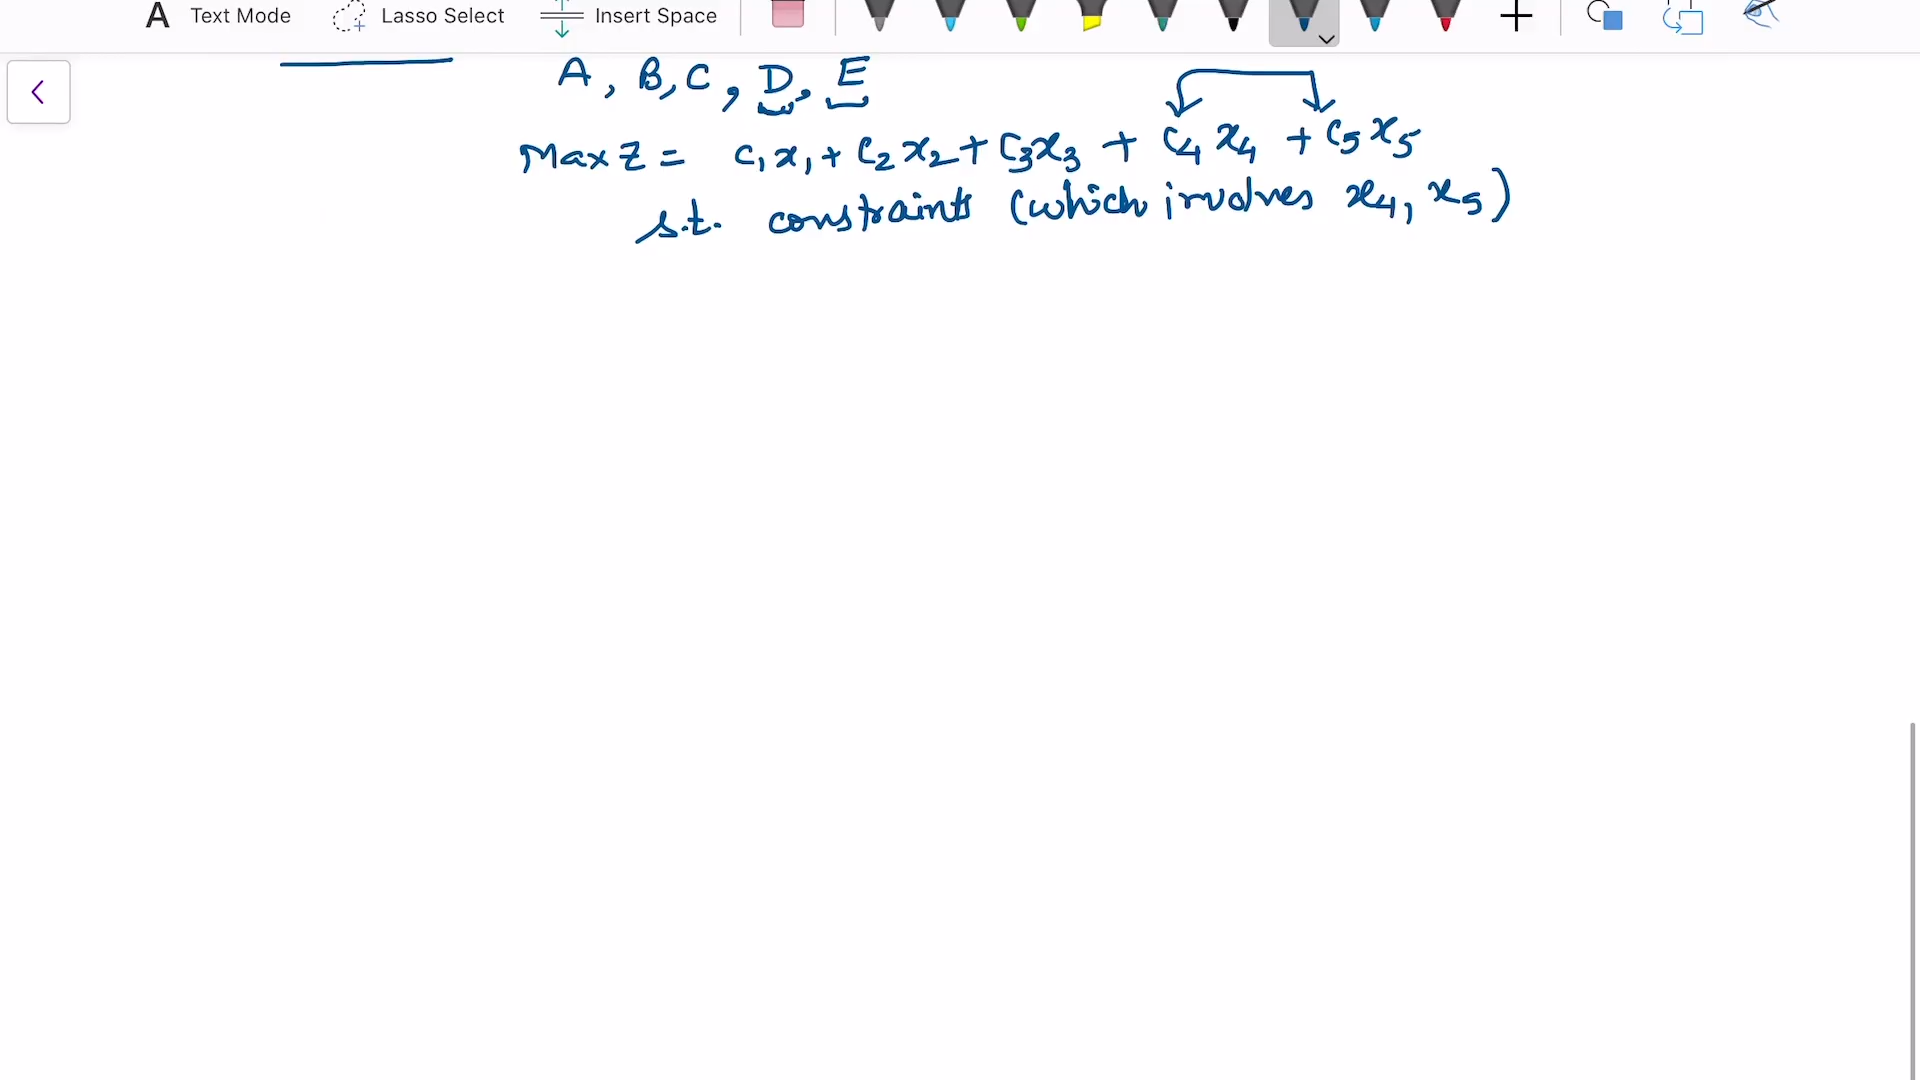 A Text Mode Lasso Select Insert Space
A, B, C, D, E
Max Z = C₁x₁ + C₂x₂ + C₃x₃ + C₄x₄ + C₅x₅
s.t. constraints (which involves x₄, x₅)